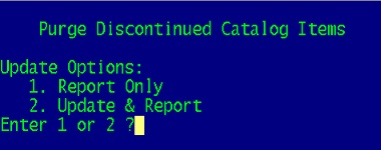 Purge Discontinued Catalog Items
Update Options:
1. Report Only
2. Update & Report
Enter 1 or 2 ?